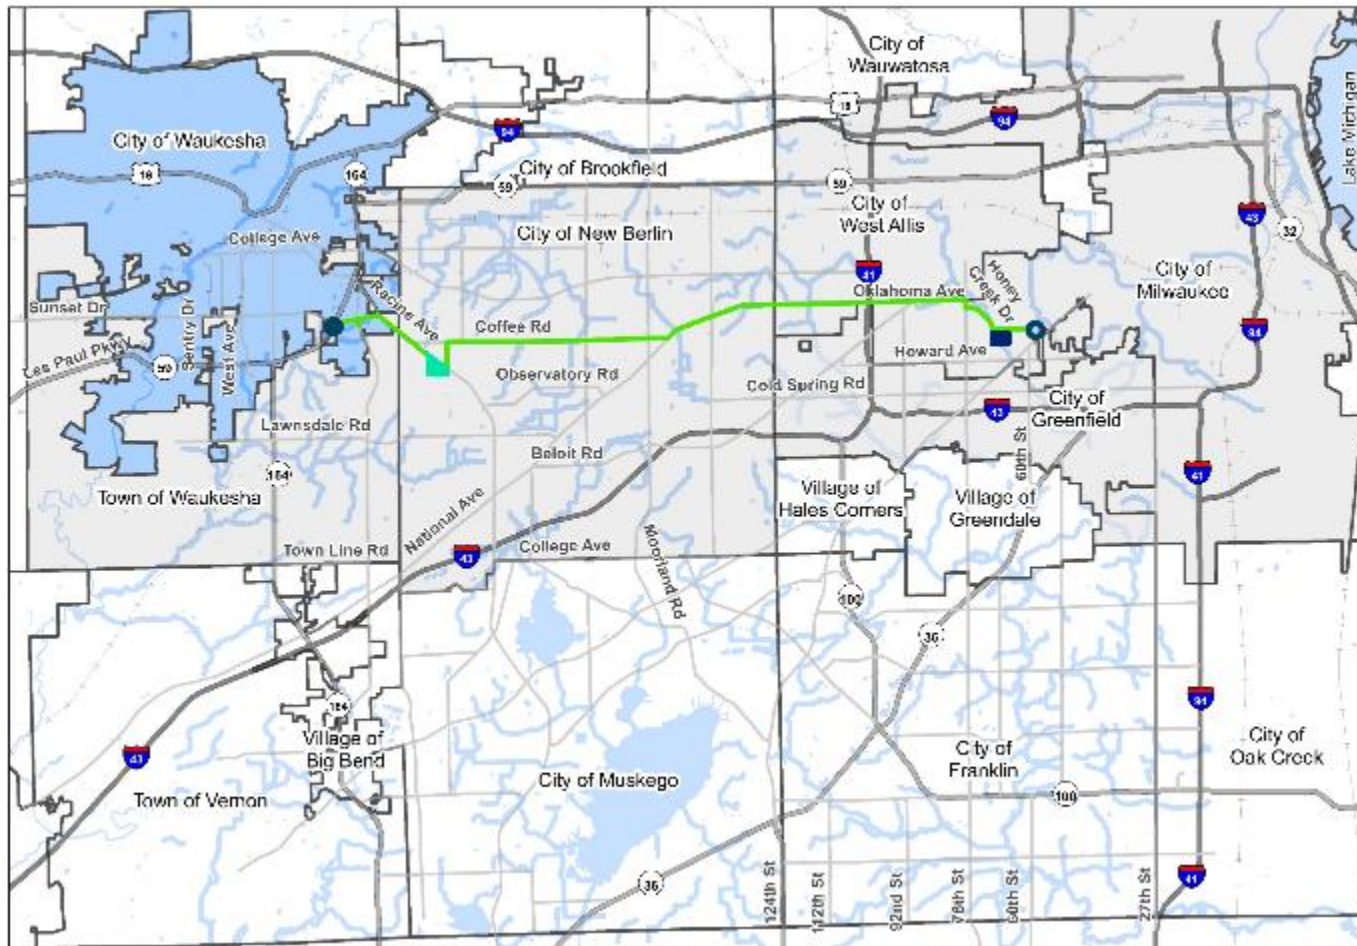 City of
Wauwatosa
18
94
94
City of Waukesha
18
164
City of Brookfield
59
59
Lake Michigan
City of
West Allis
43
32
College Ave
City of New Berlin
41
City of
Milwaukee
Sunset Dr
Sentry Dr
West Ave
Racine Ave
Oklahoma Ave
Honey
Creek Dr
Coffee Rd
94
Les Paul Pkwy
59
Howard Ave
Observatory Rd
Cold Spring Rd
City of
Greenfield
43
Lawnsdale Rd
Beloit Rd
60th St
164
41
Town of Waukesha
Village of
Hales Corners
Village of
Greendale
National Ave
Town Line Rd
43
College Ave
Moorland Rd
100
36
164
94
Village of
Big Bend
43
City of Muskego
City of
Franklin
City of
Oak Creek
Town of Vernon
100
36
41
124th St
112th St
92nd St
76th St
60th St
27th St